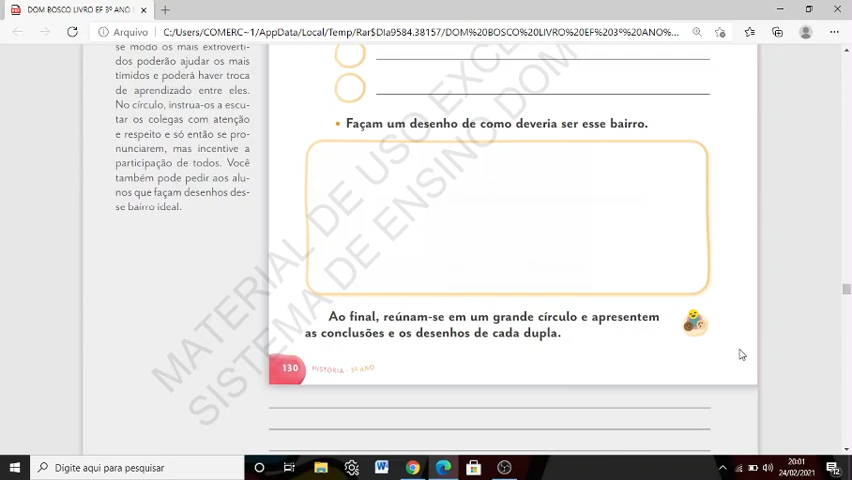 DOM BOSCO LIVRO EF 3º ANO
Arquivo
C:/Users/COMERC~1/AppData/Local/Temp/Rar$DIa9584.38157/DOM%20BOSCO%20LIVRO%20EF%203º%20ANO%...
se modo os mais extroverti-
dos poderão ajudar os mais
tímidos e poderá haver troca
de aprendizado entre eles.
No círculo, instrua-os a escu-
tar os colegas com atenção
e respeito e só então se pro-
nunciarem, mas incentive a
participação de todos. Você
também pode pedir aos alu-
nos que façam desenhos des-
se bairro ideal.
• Façam um desenho de como deveria ser esse bairro.
MATERIAL DE USO EXCL
SISTEMA DE ENSINO DOM
Ao final, reúnam-se em um grande círculo e apresentem
as conclusões e os desenhos de cada dupla.
130 HISTÓRIA - 3º ANO
Digite aqui para pesquisar
20:01
24/02/2021
12